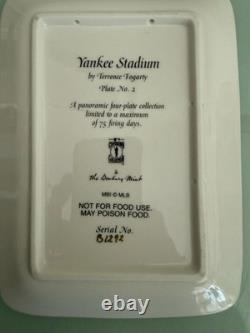 Yankee Stadium
by Terrence Fogarty
Plate No. 2
A panoramic four-plate collection
limited to a maximum
of 75 firing days.
&
The Danbury Mint
MBI © MLB
NOT FOR FOOD USE.
MAY POISON FOOD.
Serial No.
B1292
ebay